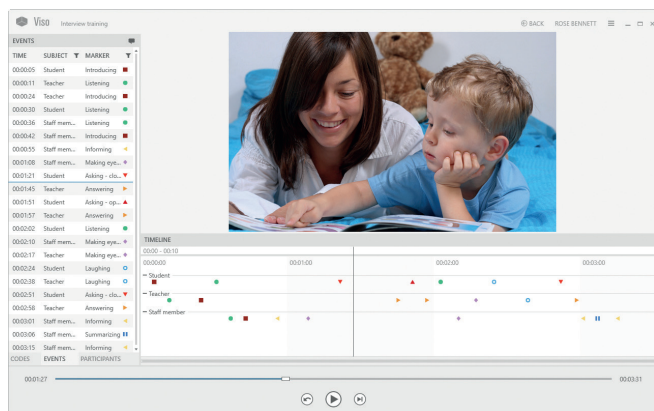 Viso Interview training:
BACK ROSE BENNETT
EVENTS
TIME SUBJECT MARKER
00:00:05 Student Introducing
00:00:11 Teacher Listening
00:00:24 Teacher Introducing
00:00:30 Student Listening
00:00:36 Staff mem... Listening
00:00:42 Staff mem... Introducing
00:00:55 Staff mem... Informing
00:01:08 Staff mem... Making eye...
00:01:21 Student Asking - clo...
00:01:45 Teacher Answering
00:01:51 Student Asking - op...
00:01:57 Teacher Answering
00:02:02 Student Listening
00:02:10 Staff mem... Making eye...
00:02:17 Teacher Making eye...
00:02:24 Student Laughing
00:02:38 Teacher Laughing
00:02:51 Student Asking - clo...
00:02:58 Teacher Answering
00:03:01 Staff mem... Informing
00:03:06 Staff mem... Summarizing
00:03:15 Staff mem... Informing
CODES EVENTS PARTICIPANTS
TIMELINE
00:00 - 00:10
00:00:00 00:01:00 00:02:00 00:03:00
Student
Teacher
Staff member
00:01:27 00:03:31